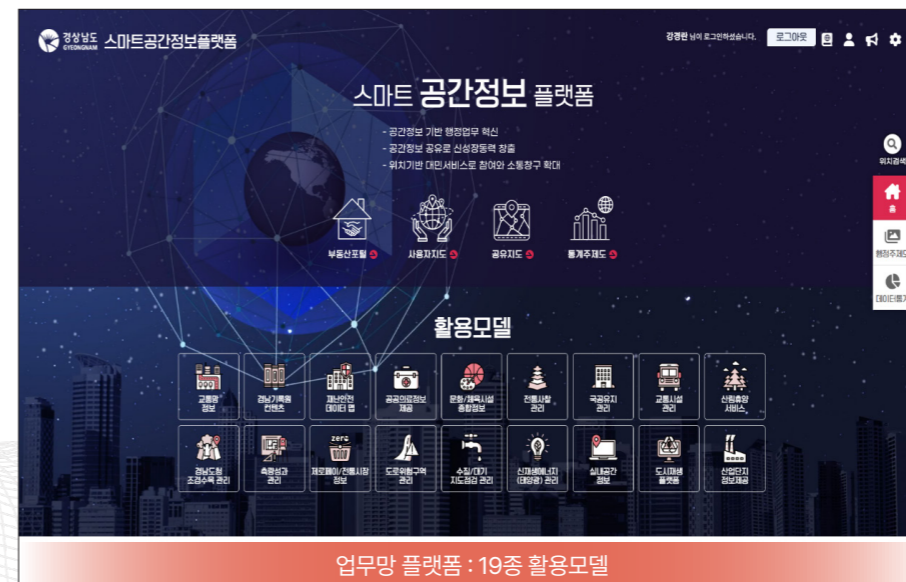 경상남도
GYEONGNAM
스마트공간정보플랫폼
강경란 님이 로그인하셨습니다.
로그아웃
스마트 공간정보 플랫폼
- 공간정보 기반 행정업무 혁신
- 공간정보 공유로 신성장동력 창출
- 위치기반 대민서비스로 참여와 소통창구 확대
위치검색
홈
행정주제도
데이터통계
부동산포털
사용자지도
공유지도
통계주제도
활용모델
교통망
정보
경남기록원
컨텐츠
재난안전
데이터 맵
공공의료정보
제공
문화/체육시설
종합정보
전통사찰
관리
국공유지
관리
교통시설
관리
산림휴양
서비스
경남도청
조경수목 관리
측량성과
관리
zero
제로페이/전통시장
정보
도로위험구역
관리
수질/대기
지도점검 관리
신재생에너지
(태양광) 관리
실내공간
정보
도시재생
플랫폼
산업단지
정보제공
업무망 플랫폼 : 19종 활용모델